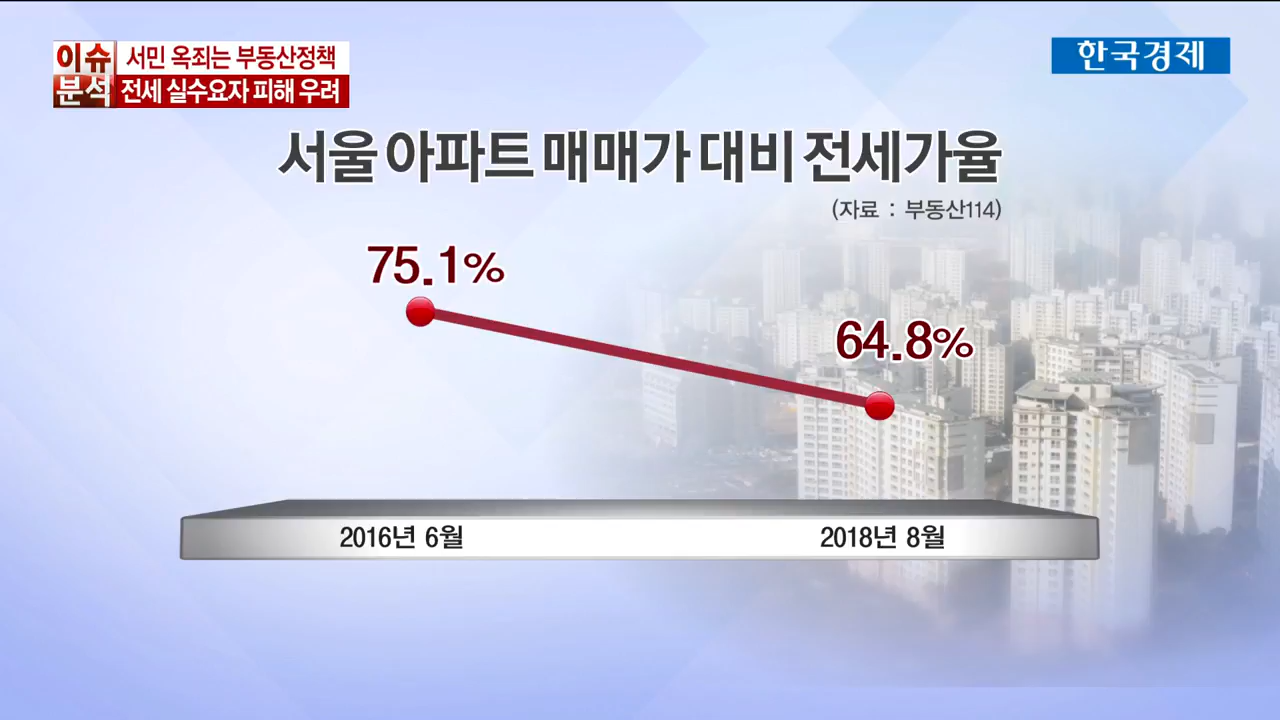 이슈
분석
서민 옥죄는 부동산정책
전세 실수요자 피해 우려
한국경제
서울 아파트 매매가 대비 전세가율
(자료 : 부동산114)
75.1%
64.8%
2016년 6월
2018년 8월